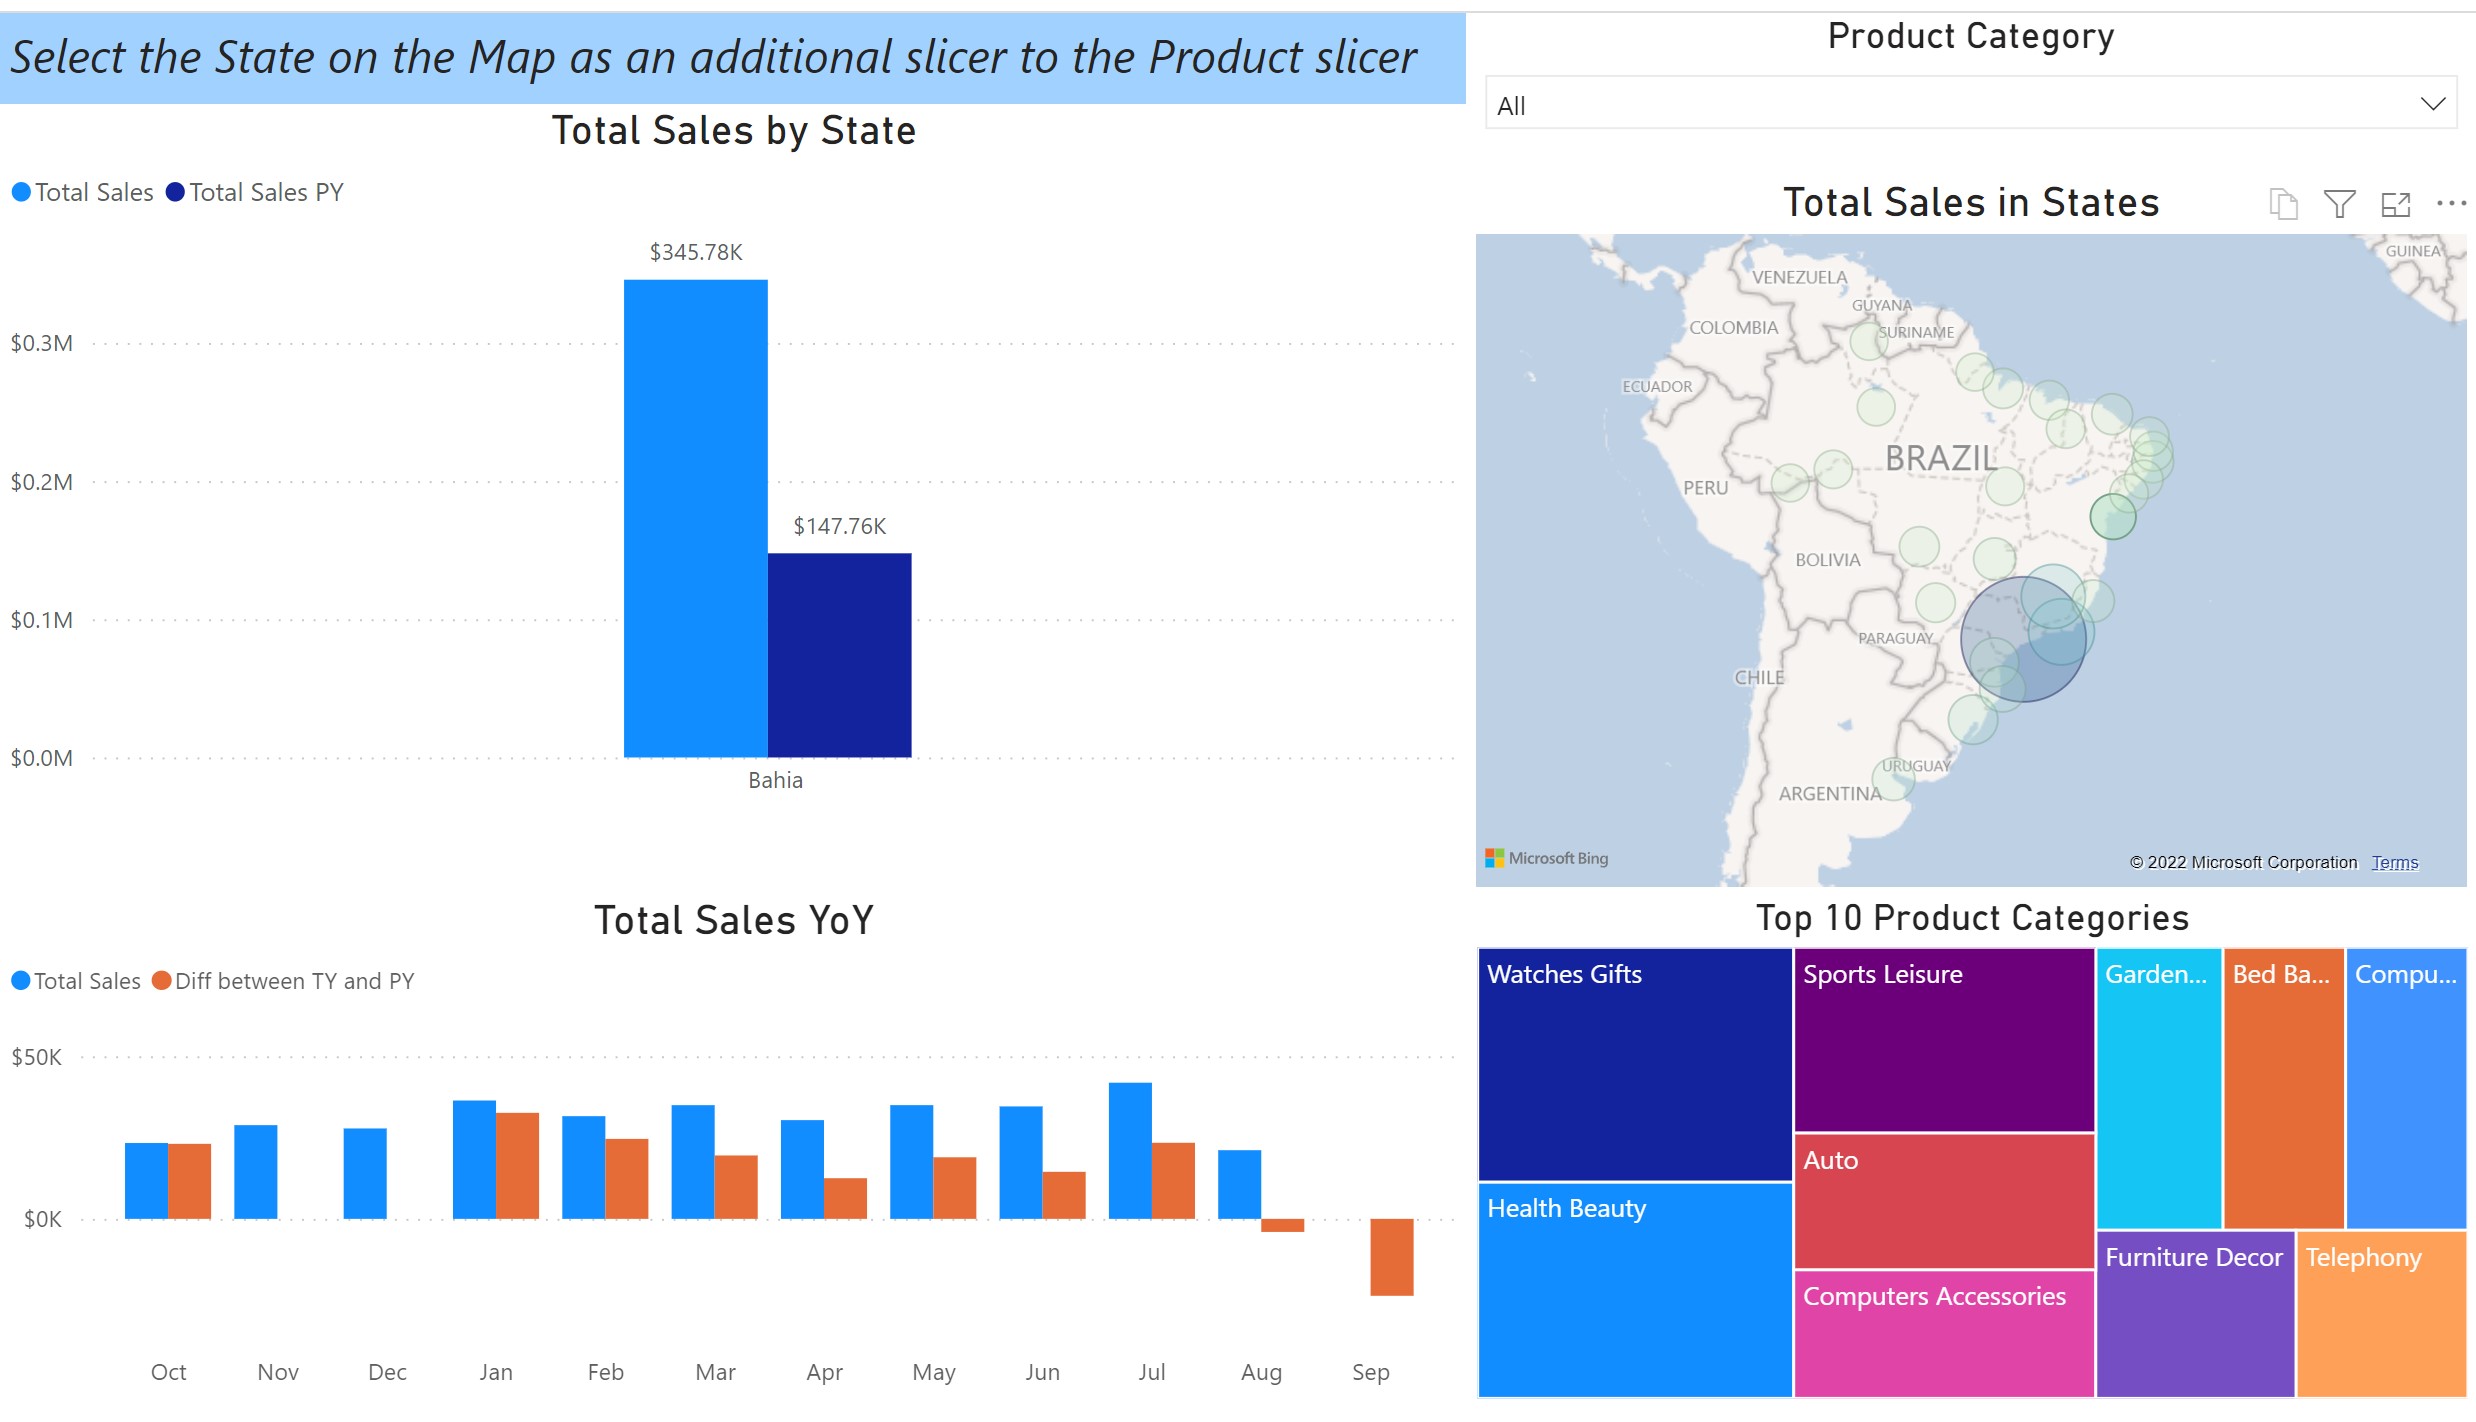 Select the State on the Map as an additional slicer to the Product slicer
Total Sales by State
Total Sales
Total Sales PY
$345.78K
$0.3M
$0.2M
$147.76K
$0.1M
$0.0M
Bahia
Total Sales YoY
Total Sales
Diff between TY and PY
$50K
$0K
Oct
Nov
Dec
Jan
Feb
Mar
Apr
May
Jun
Jul
Aug
Sep
Product Category
All
Total Sales in States
GUINEA
VENEZUELA
GUYANA
COLOMBIA
SURINAME
ECUADOR
BRAZIL
PERU
BOLIVIA
PARAGUAY
CHILE
URUGUAY
ARGENTINA
Microsoft Bing
© 2022 Microsoft Corporation
Terms
Top 10 Product Categories
Watches Gifts
Sports Leisure
Garden...
Bed Ba...
Compu...
Auto
Health Beauty
Furniture Decor
Telephony
Computers Accessories